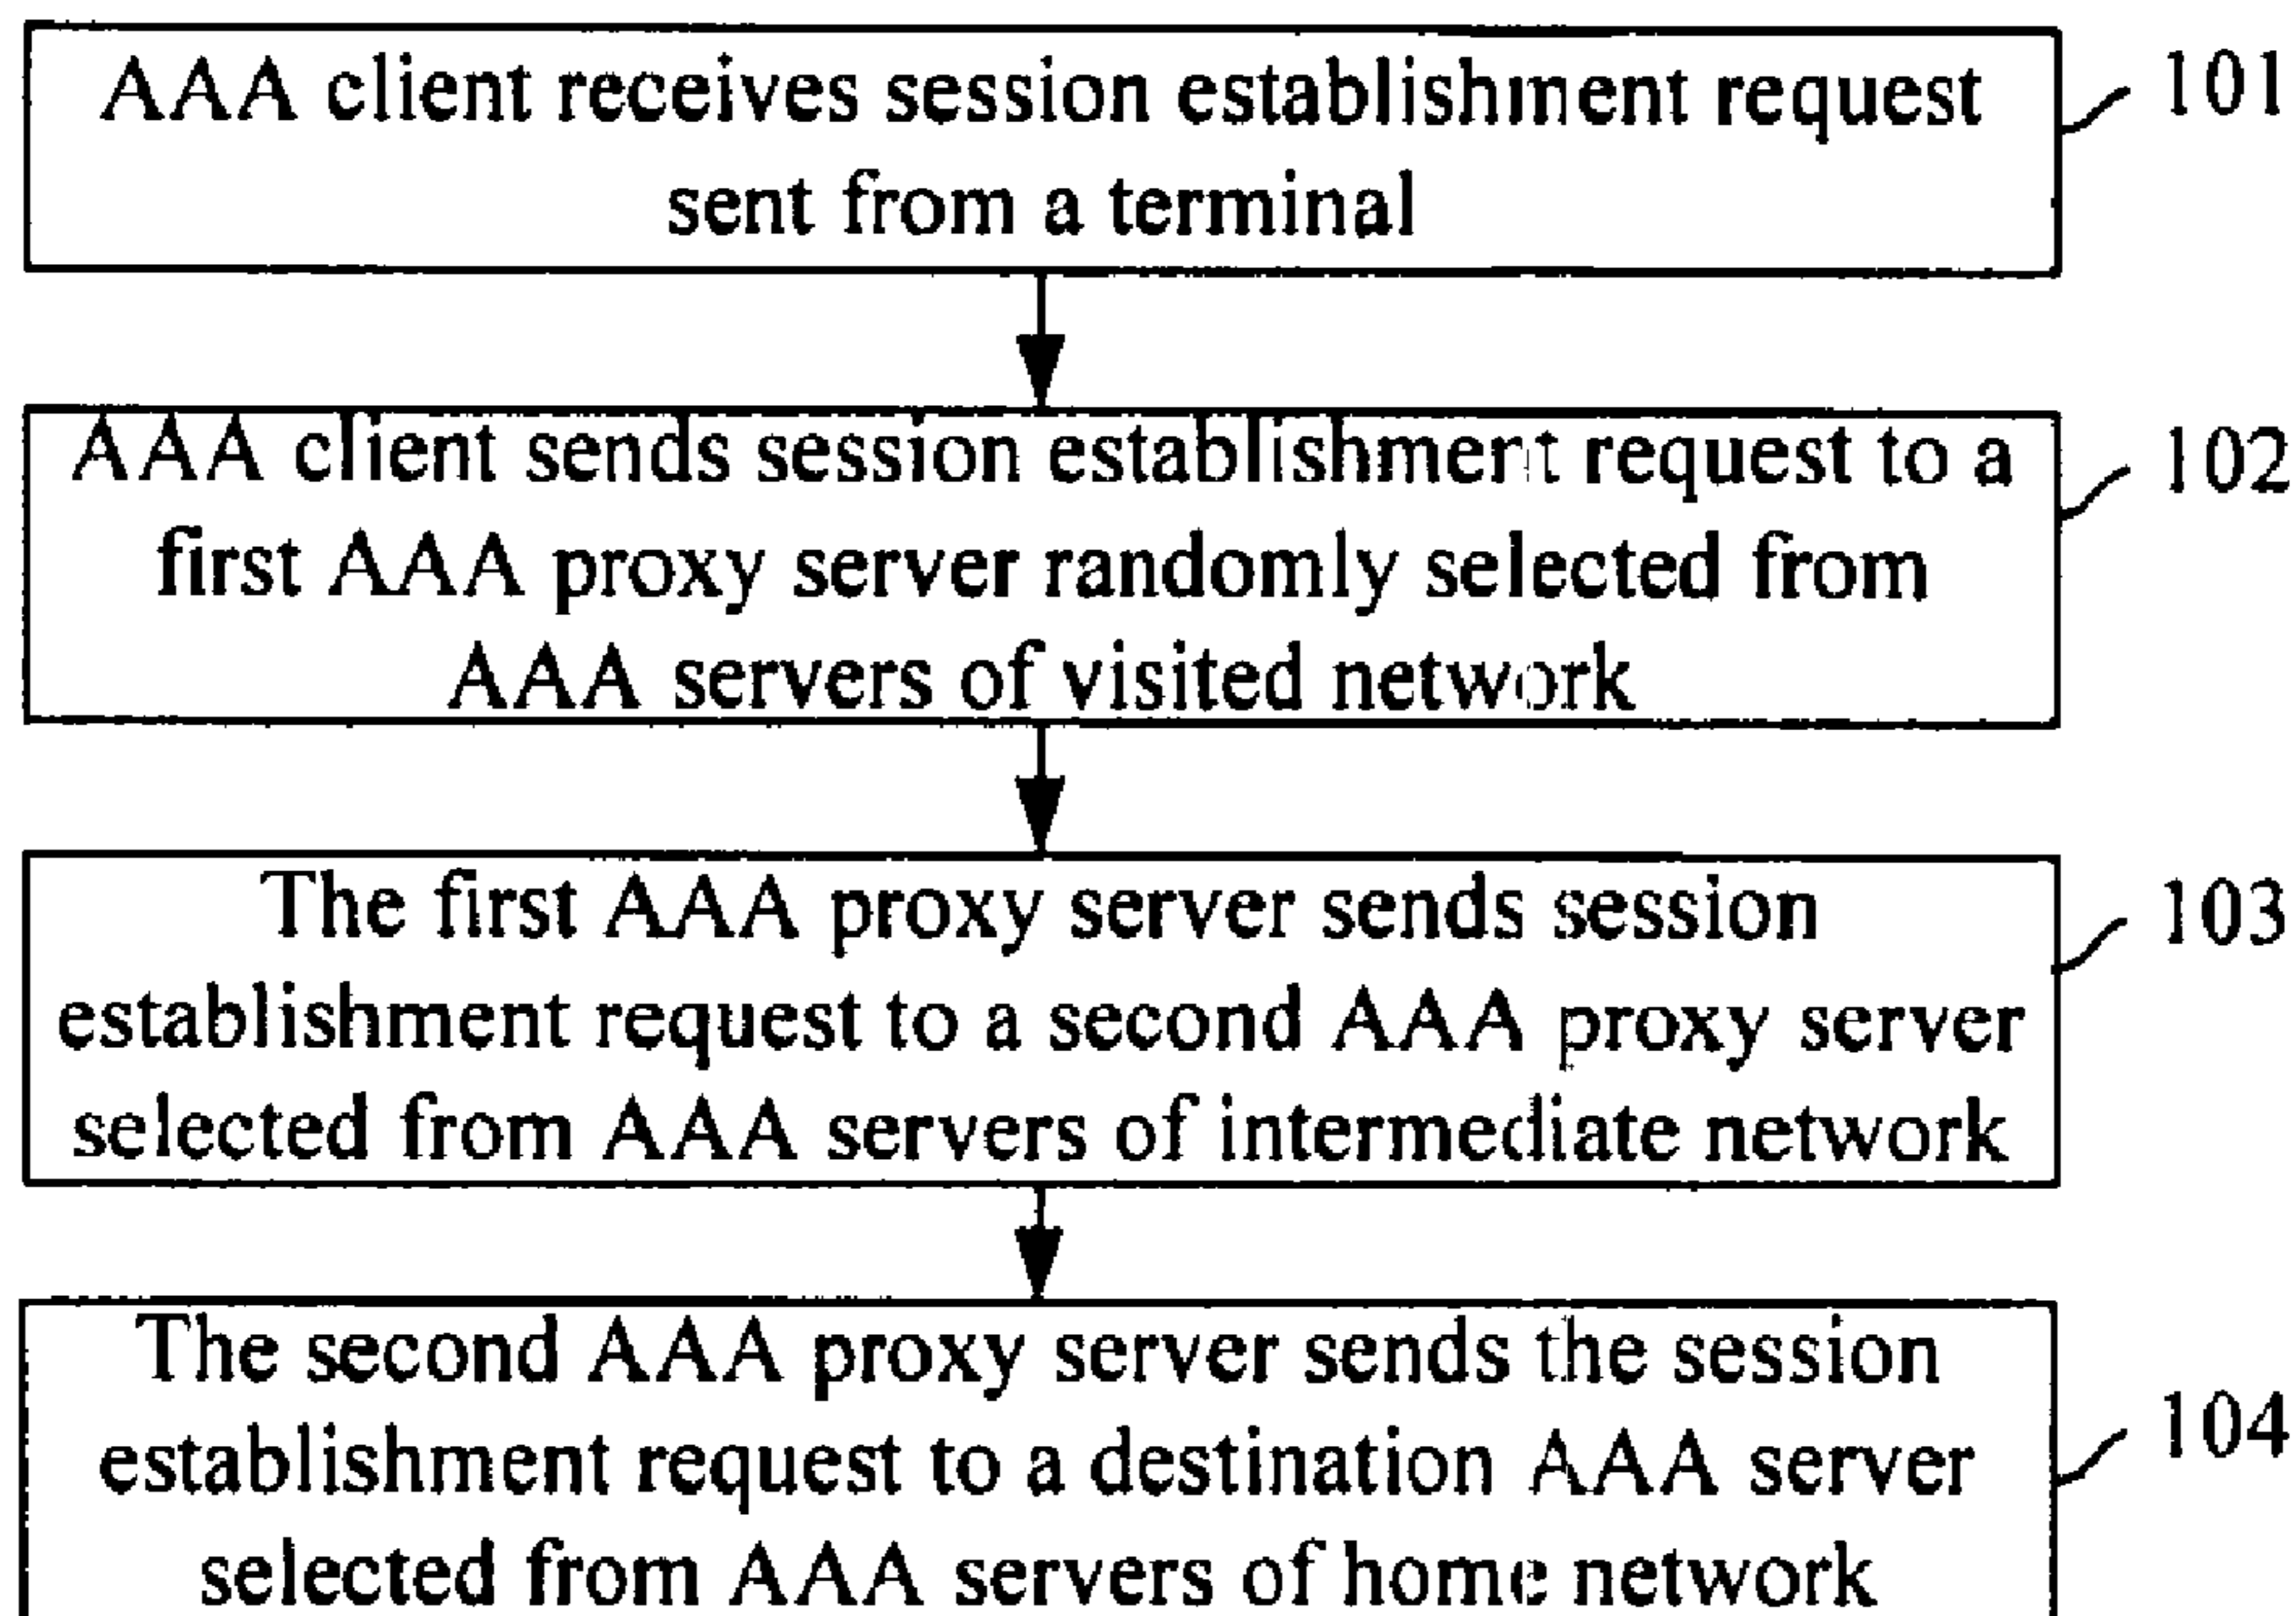 AAA client receives session establishment request
sent from a terminal
101
AAA client sends session establishment request to a
first AAA proxy server randomly selected from
AAA servers of visited network
102
The first AAA proxy server sends session
establishment request to a second AAA proxy server
selected from AAA servers of intermediate network
103
The second AAA proxy server sends the session
establishment request to a destination AAA server
selected from AAA servers of home network
104